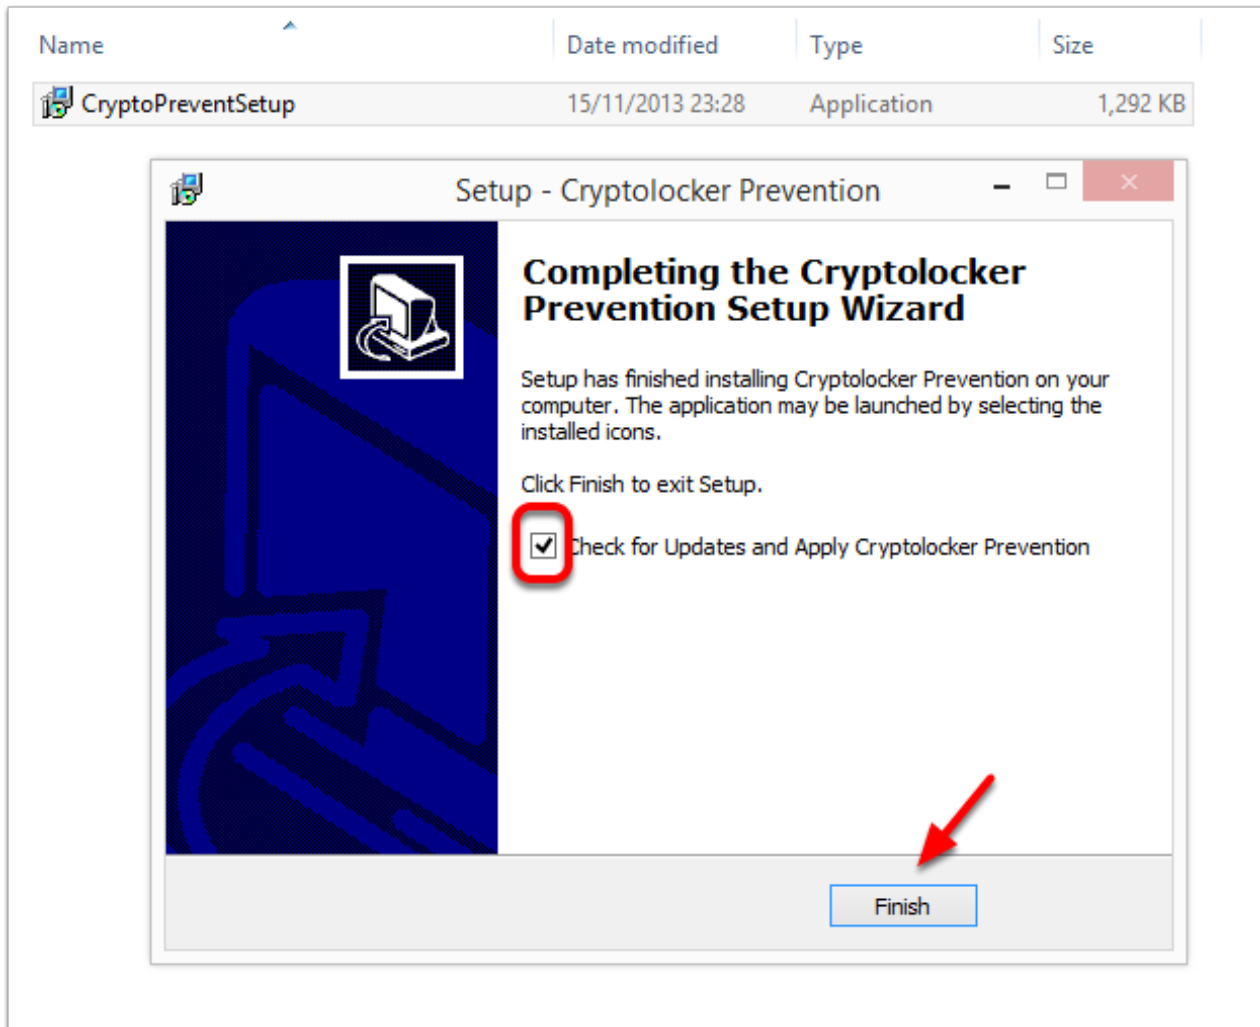 Name Date modified Type Size
CryptoPreventSetup 15/11/2013 23:28 Application 1,292 KB
Setup - Cryptolocker Prevention
Completing the Cryptolocker
Prevention Setup Wizard
Setup has finished installing Cryptolocker Prevention on your
computer. The application may be launched by selecting the
installed icons.
Click Finish to exit Setup.
Check for Updates and Apply Cryptolocker Prevention
Finish